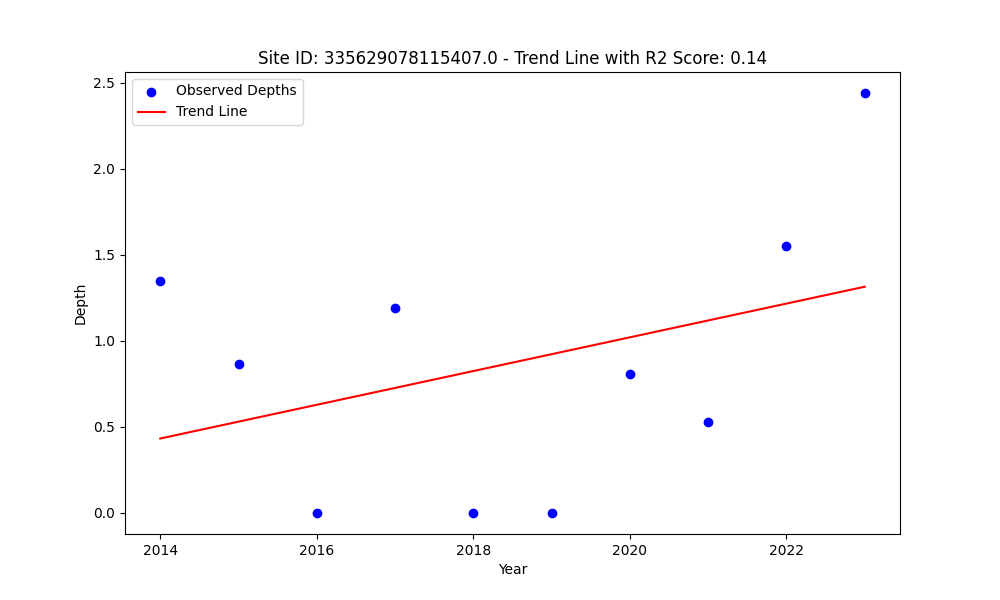 Site ID: 335629078115407.0 - Trend Line with R2 Score: 0.14
Observed Depths
Trend Line
2.5
2.0
1.5
1.0
0.5
0.0
Depth
2014
2016
2018
2020
2022
Year